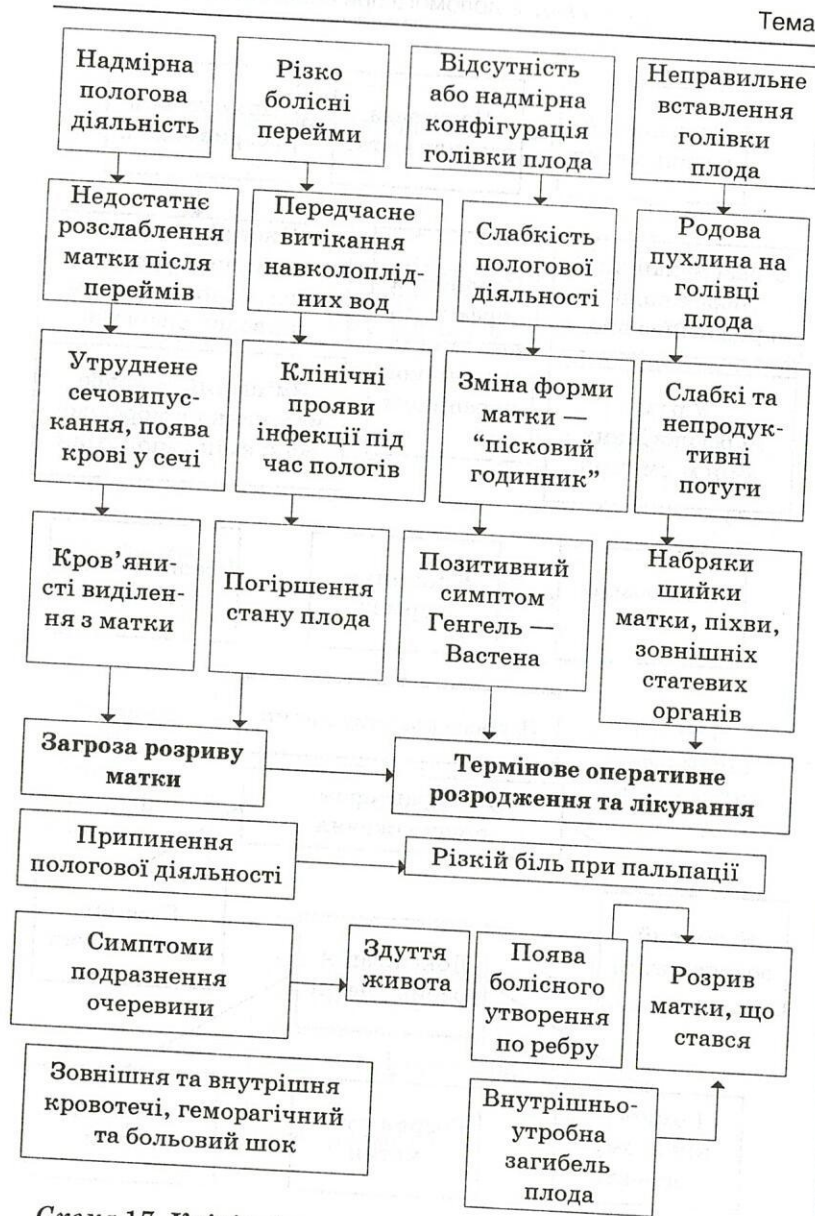 Тема
Надмірна
пологова
діяльність
Різко
болісні
перейми
Відсутність
або надмірна
конфігурація
голівки плода
Неправильне
вставлення
голівки
плода
Недостатнє
розслаблення
матки після
переймів
Передчасне
витікання
навколоплід-
них вод
Слабкість
пологової
діяльності
Родова
пухлина на
голівці
плода
Утруднене
сечовипус-
кання, поява
крові у сечі
Клінічні
прояви
інфекції під
час пологів
Зміна форми
матки —
“пісковий
годинник”
Слабкі та
непродук-
тивні
потуги
Кров’яни-
сті виділен-
ня з матки
Погіршення
стану плода
Позитивний
симптом
Генгель —
Вастена
Набряки
шийки
матки, піхви,
зовнішніх
статевих
органів
Загроза розриву
матки
Термінове оперативне
розродження та лікування
Припинення
пологової діяльності
Різкій біль при пальпації
Симптоми
подразнення
очеревини
Здуття
живота
Поява
болісного
утворення
по ребру
Розрив
матки, що
стався
Зовнішня та внутрішня
кровотечі, геморагічний
та больовий шок
Внутрішньо-
утробна
загибель
плода
17